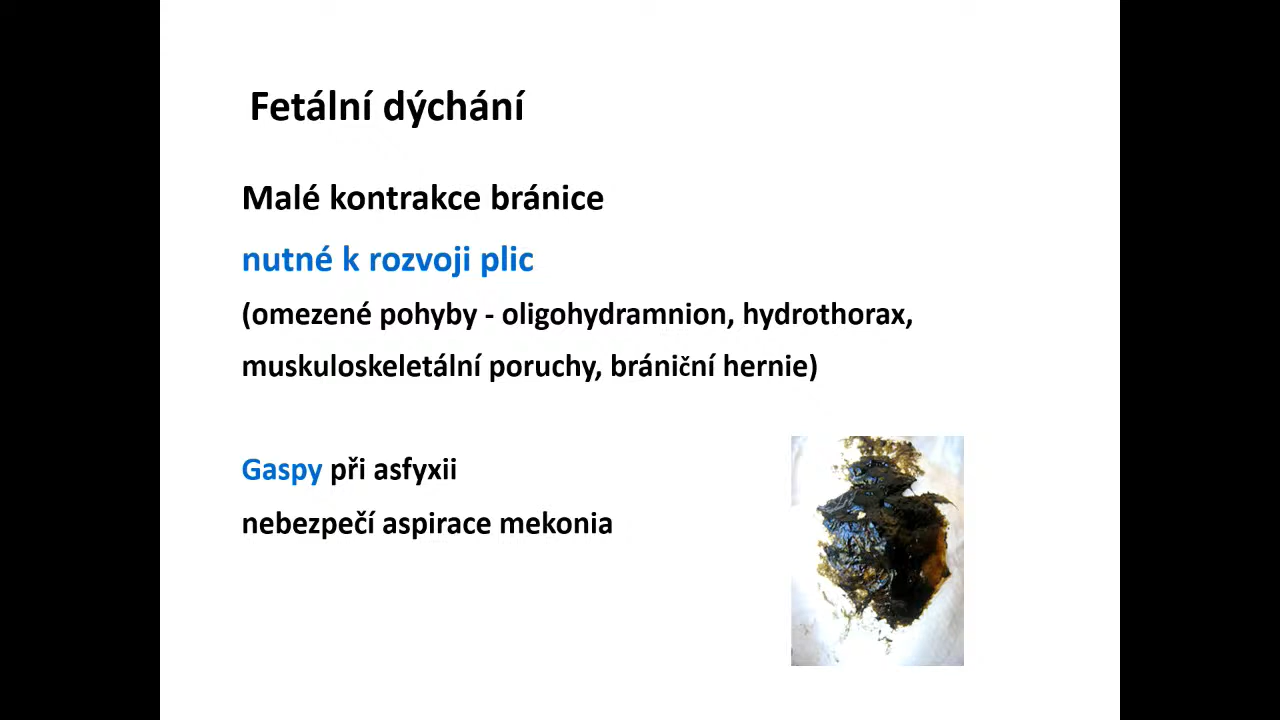 Fetální dýchání
Malé kontrakce bránice
nutné k rozvoji plic
(omezené pohyby - oligohydramnion, hydrothorax,
muskuloskeletální poruchy, brániční hernie)
Gaspy při asfyxii
nebezpečí aspirace mekonia